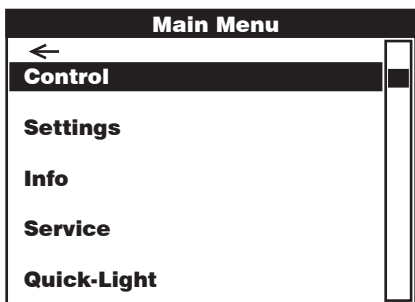 Main Menu
Control
Settings
Info
Service
Quick-Light